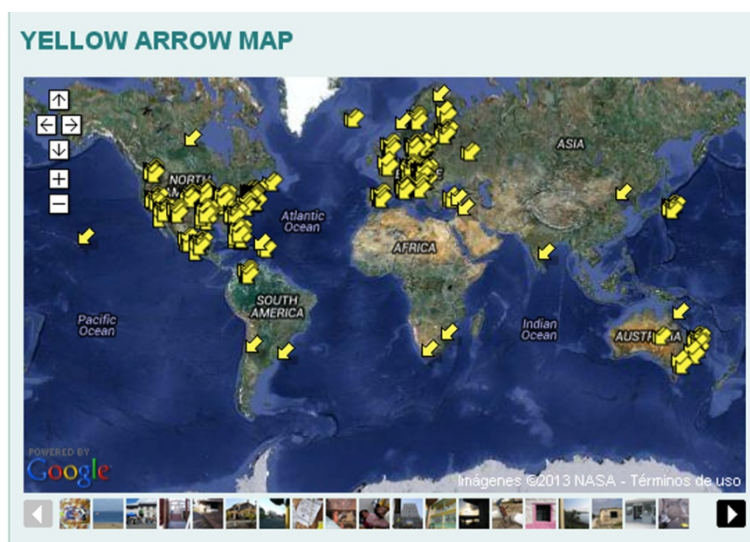 YELLOW ARROW MAP
ASIA
NORTH
Atlantic
Ocean
AFRICA
SOUTH
AMERICA
Pacific
Ocean
Indian
Ocean
POWERED BY
Google
Imágenes ©2013 NASA - Términos de uso